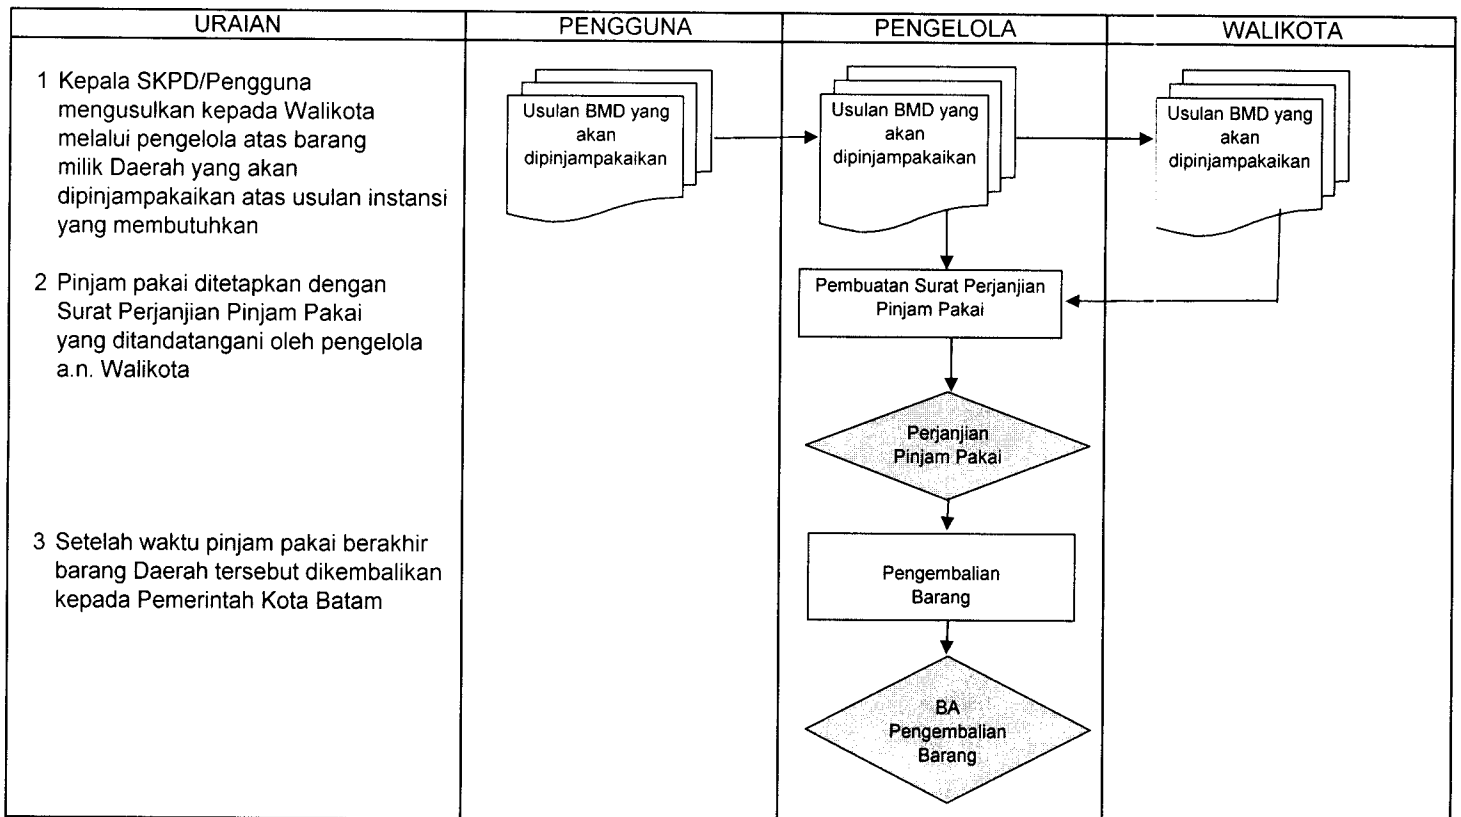 URAIAN
PENGGUNA
PENGELOLA
WALIKOTA
1 Kepala SKPD/Pengguna
mengusulkan kepada Walikota
melalui pengelola atas barang
milik Daerah yang akan
dipinjampakaikan atas usulan instansi
yang membutuhkan
Usulan BMD yang
akan
dipinjampakaikan
Usulan BMD yang
akan
dipinjampakaikan
Usulan BMD yang
akan
dipinjampakaikan
2 Pinjam pakai ditetapkan dengan
Surat Perjanjian Pinjam Pakai
yang ditandatangani oleh pengelola
a.n. Walikota
Pembuatan Surat Perjanjian
Pinjam Pakai
Perjanjian
Pinjam Pakai
3 Setelah waktu pinjam pakai berakhir
barang Daerah tersebut dikembalikan
kepada Pemerintah Kota Batam
Pengembalian
Barang
BA
Pengembalian
Barang